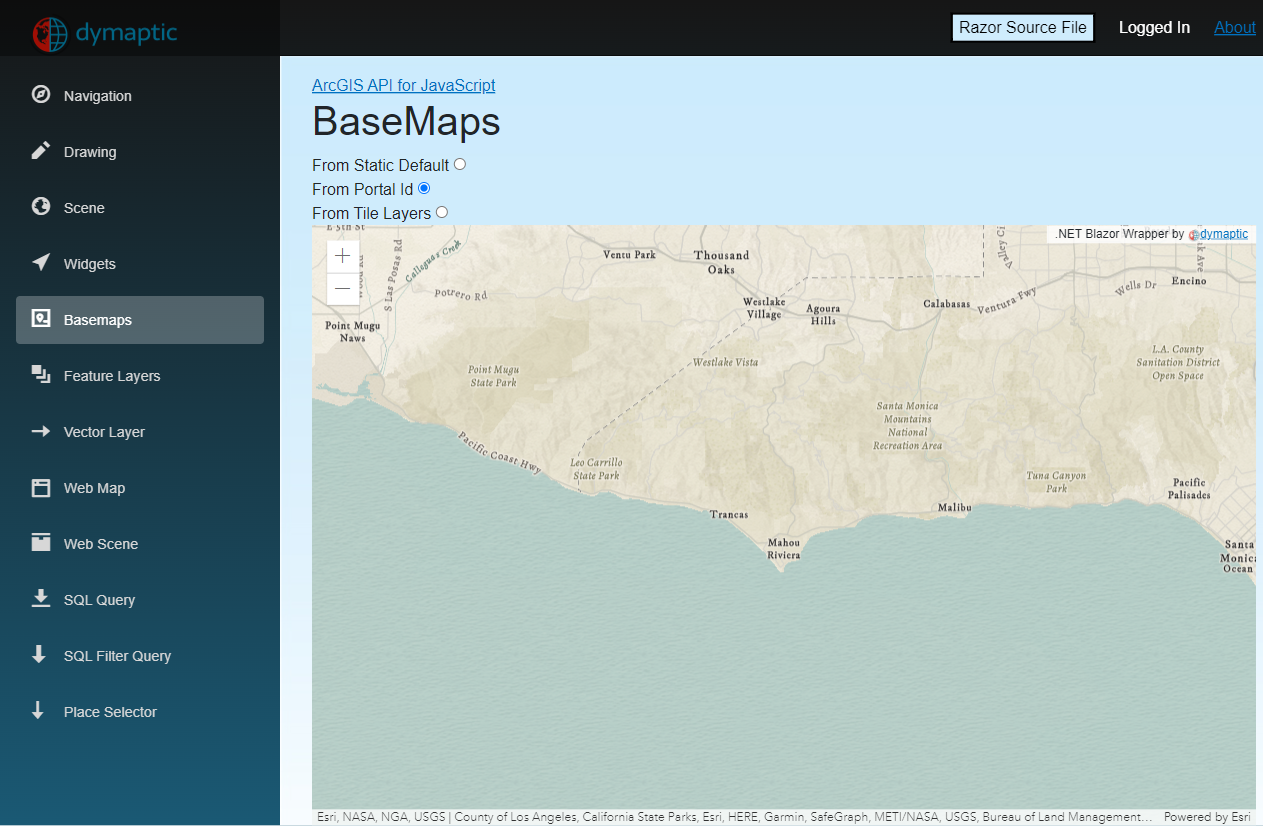 dymaptic
Razor Source File
Logged In
About
Navigation
Drawing
Scene
Widgets
Basemaps
Feature Layers
Vector Layer
Web Map
Web Scene
SQL Query
SQL Filter Query
Place Selector
ArcGIS API for JavaScript
BaseMaps
From Static Default
From Portal Id
From Tile Layers
.NET Blazor Wrapper by dymaptic
E 5th St
S Las Posas Rd
Calleguas Creek
Potrero Rd
Ventu Park
Thousand
Oaks
Valley Ci
Westlake
Village
Agoura
Hills
Calabasas
Ventura Fwy
Wells Dr
Encino
Point Mugu
Naws
Point Mugu
State Park
Westlake Vista
L.A. County
Sanitation District
Open Space
Santa Monica
Mountains
National
Recreation Area
Pacific Coast Hwy
Leo Carrillo
State Park
Tuna Canyon
Park
Pacific
Palisades
Trancas
Malibu
Mahou
Riviera
Santa
Monica
Ocean
Esri, NASA, NGA, USGS | County of Los Angeles, California State Parks, Esri, HERE, Garmin, SafeGraph, METI/NASA, USGS, Bureau of Land Management...
Powered by Esri